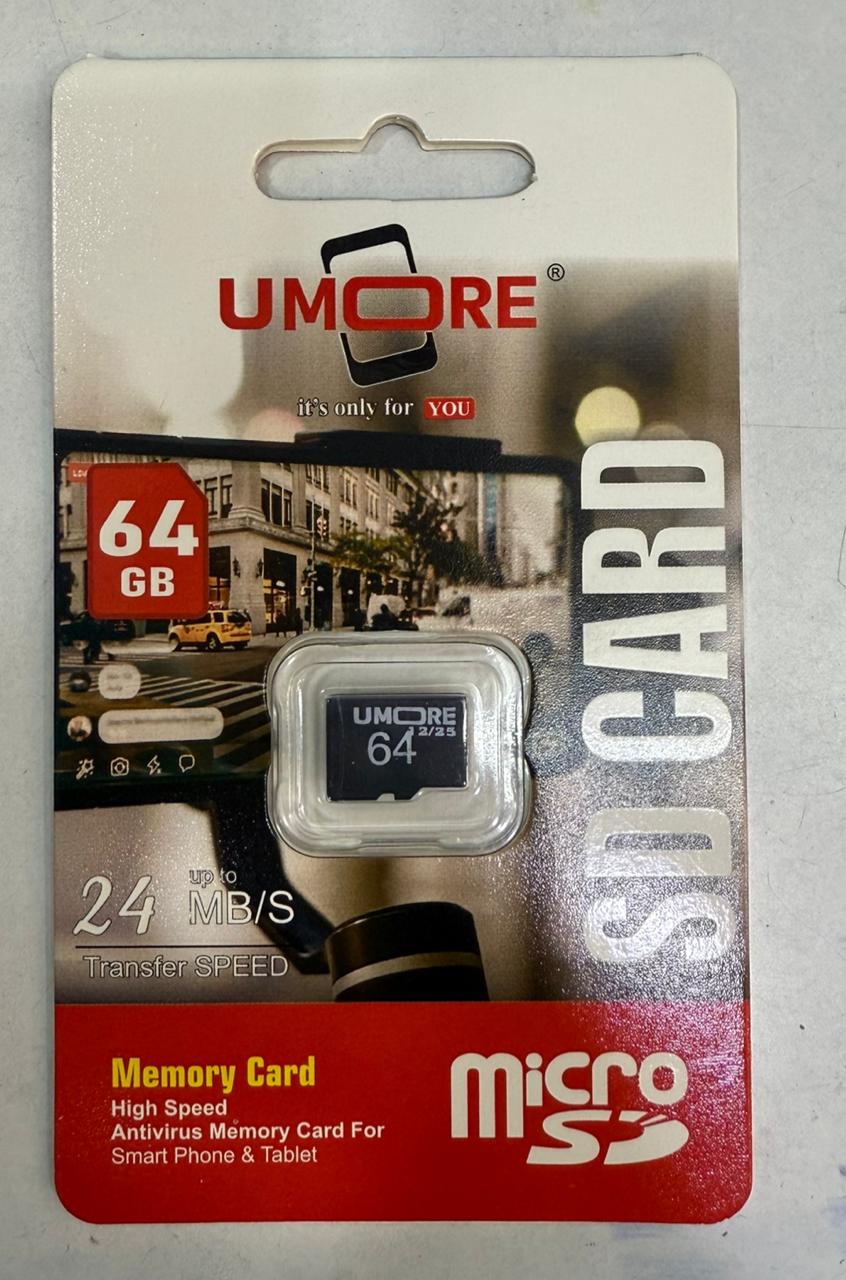 UMORE®
it's only for YOU
64
GB
UMORE
12/25
64
SD CARD
24 up to MB/S
Transfer SPEED
Memory Card
High Speed
Antivirus Memory Card For
Smart Phone & Tablet
micro
SD